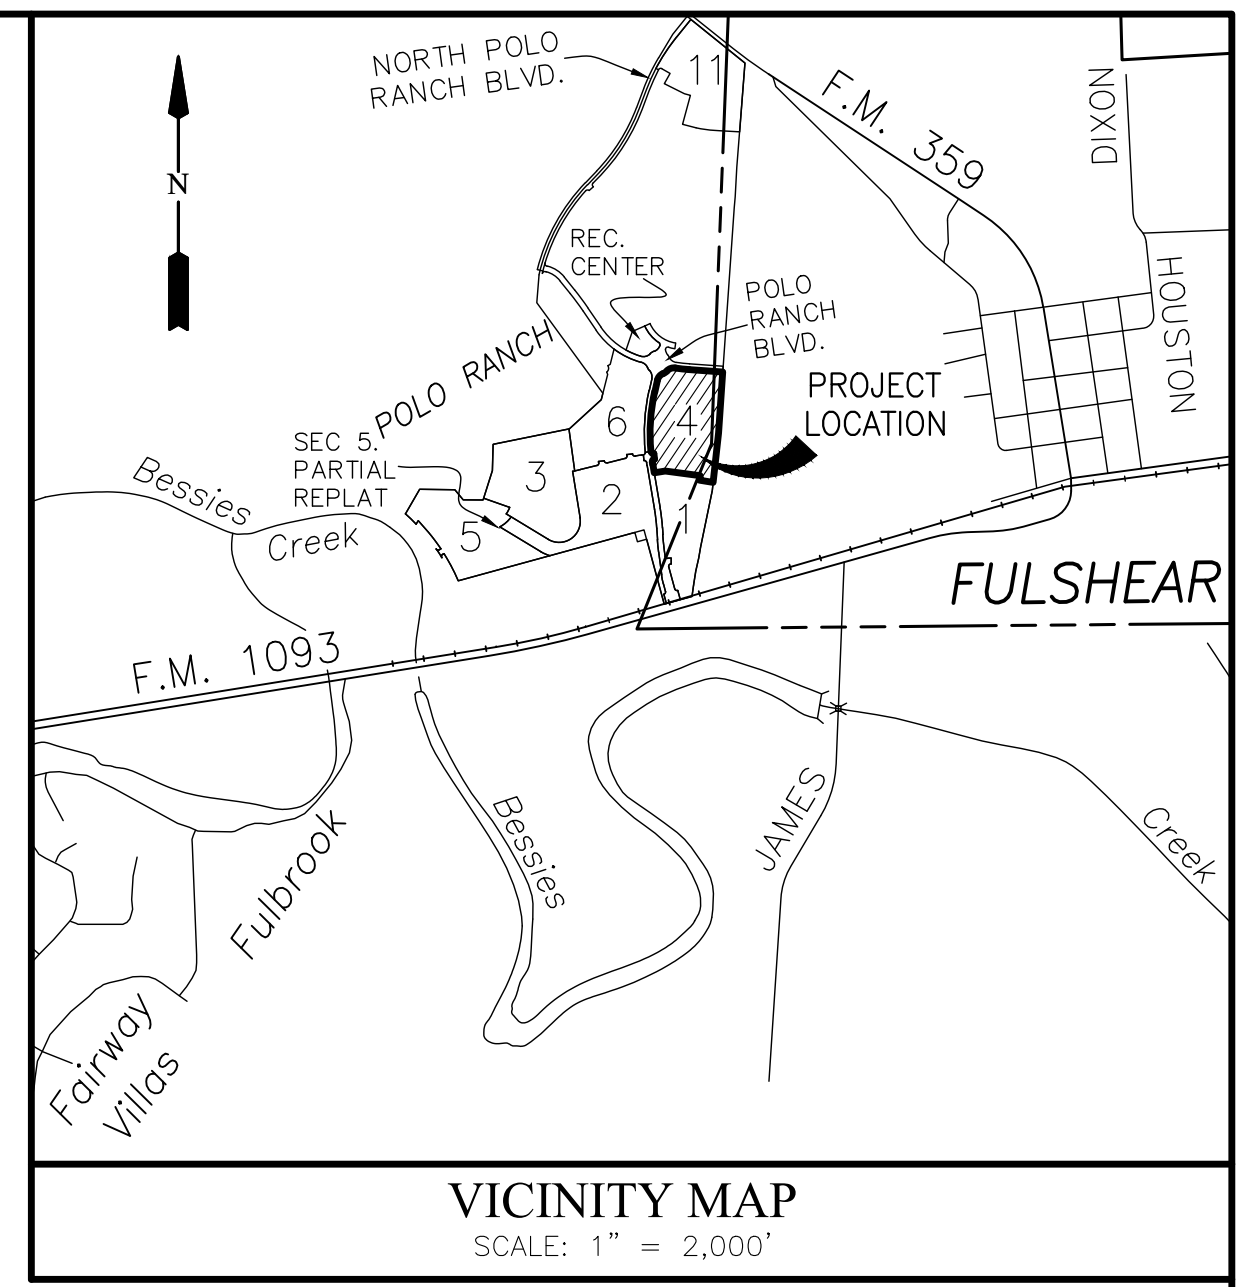 NORTH POLO
RANCH BLVD.
11
F.M. 359
DIXON
N
REC.
CENTER
POLO
RANCH
BLVD.
HOUSTON
POLO RANCH
PROJECT
LOCATION
6
4
SEC 5.
PARTIAL
REPLAT
3
2
5
1
Bessies
Creek
FULSHEAR
F.M. 1093
Bessies
JAMES
Creek
Fulbrook
Fairway
Villas
VICINITY MAP
SCALE: 1” = 2,000’